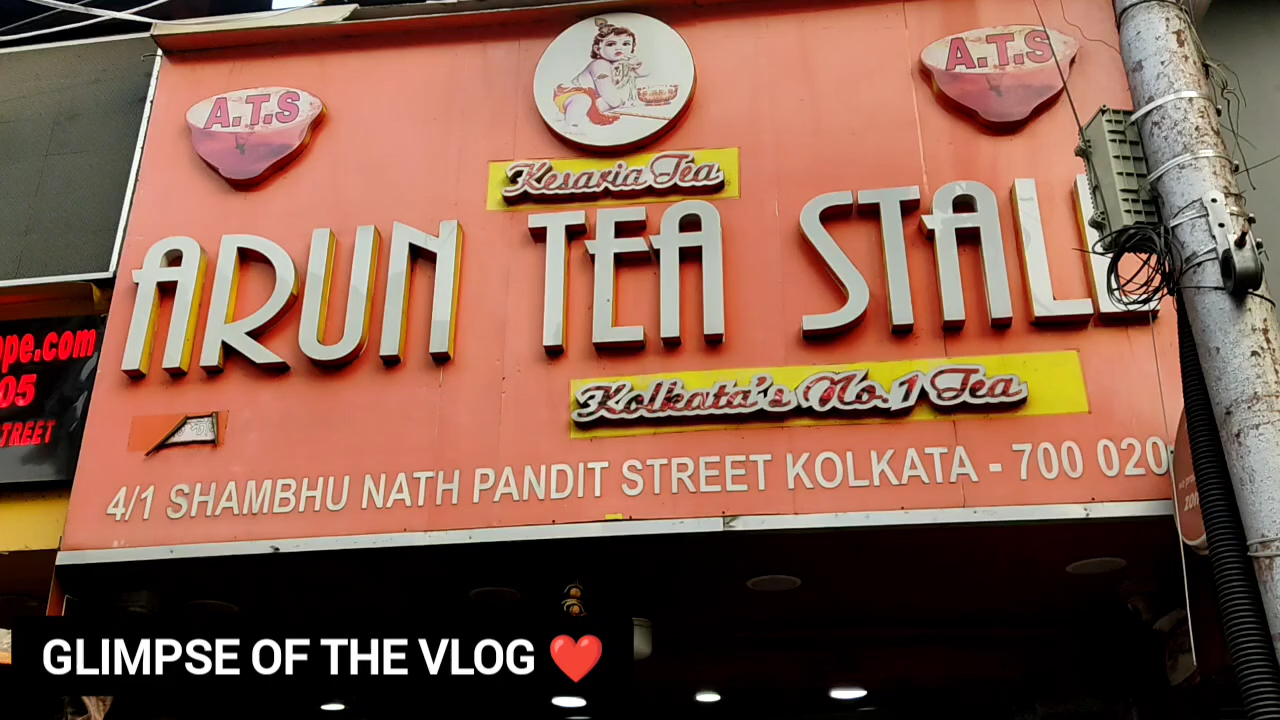 A.T.S
A.T.S
Kesaria Tea
ARUN TEA STALL
Kolkata's No.1 Tea
4/1 SHAMBHU NATH PANDIT STREET KOLKATA - 700 020
pe.com
05
TREET
GLIMPSE OF THE VLOG ❤️